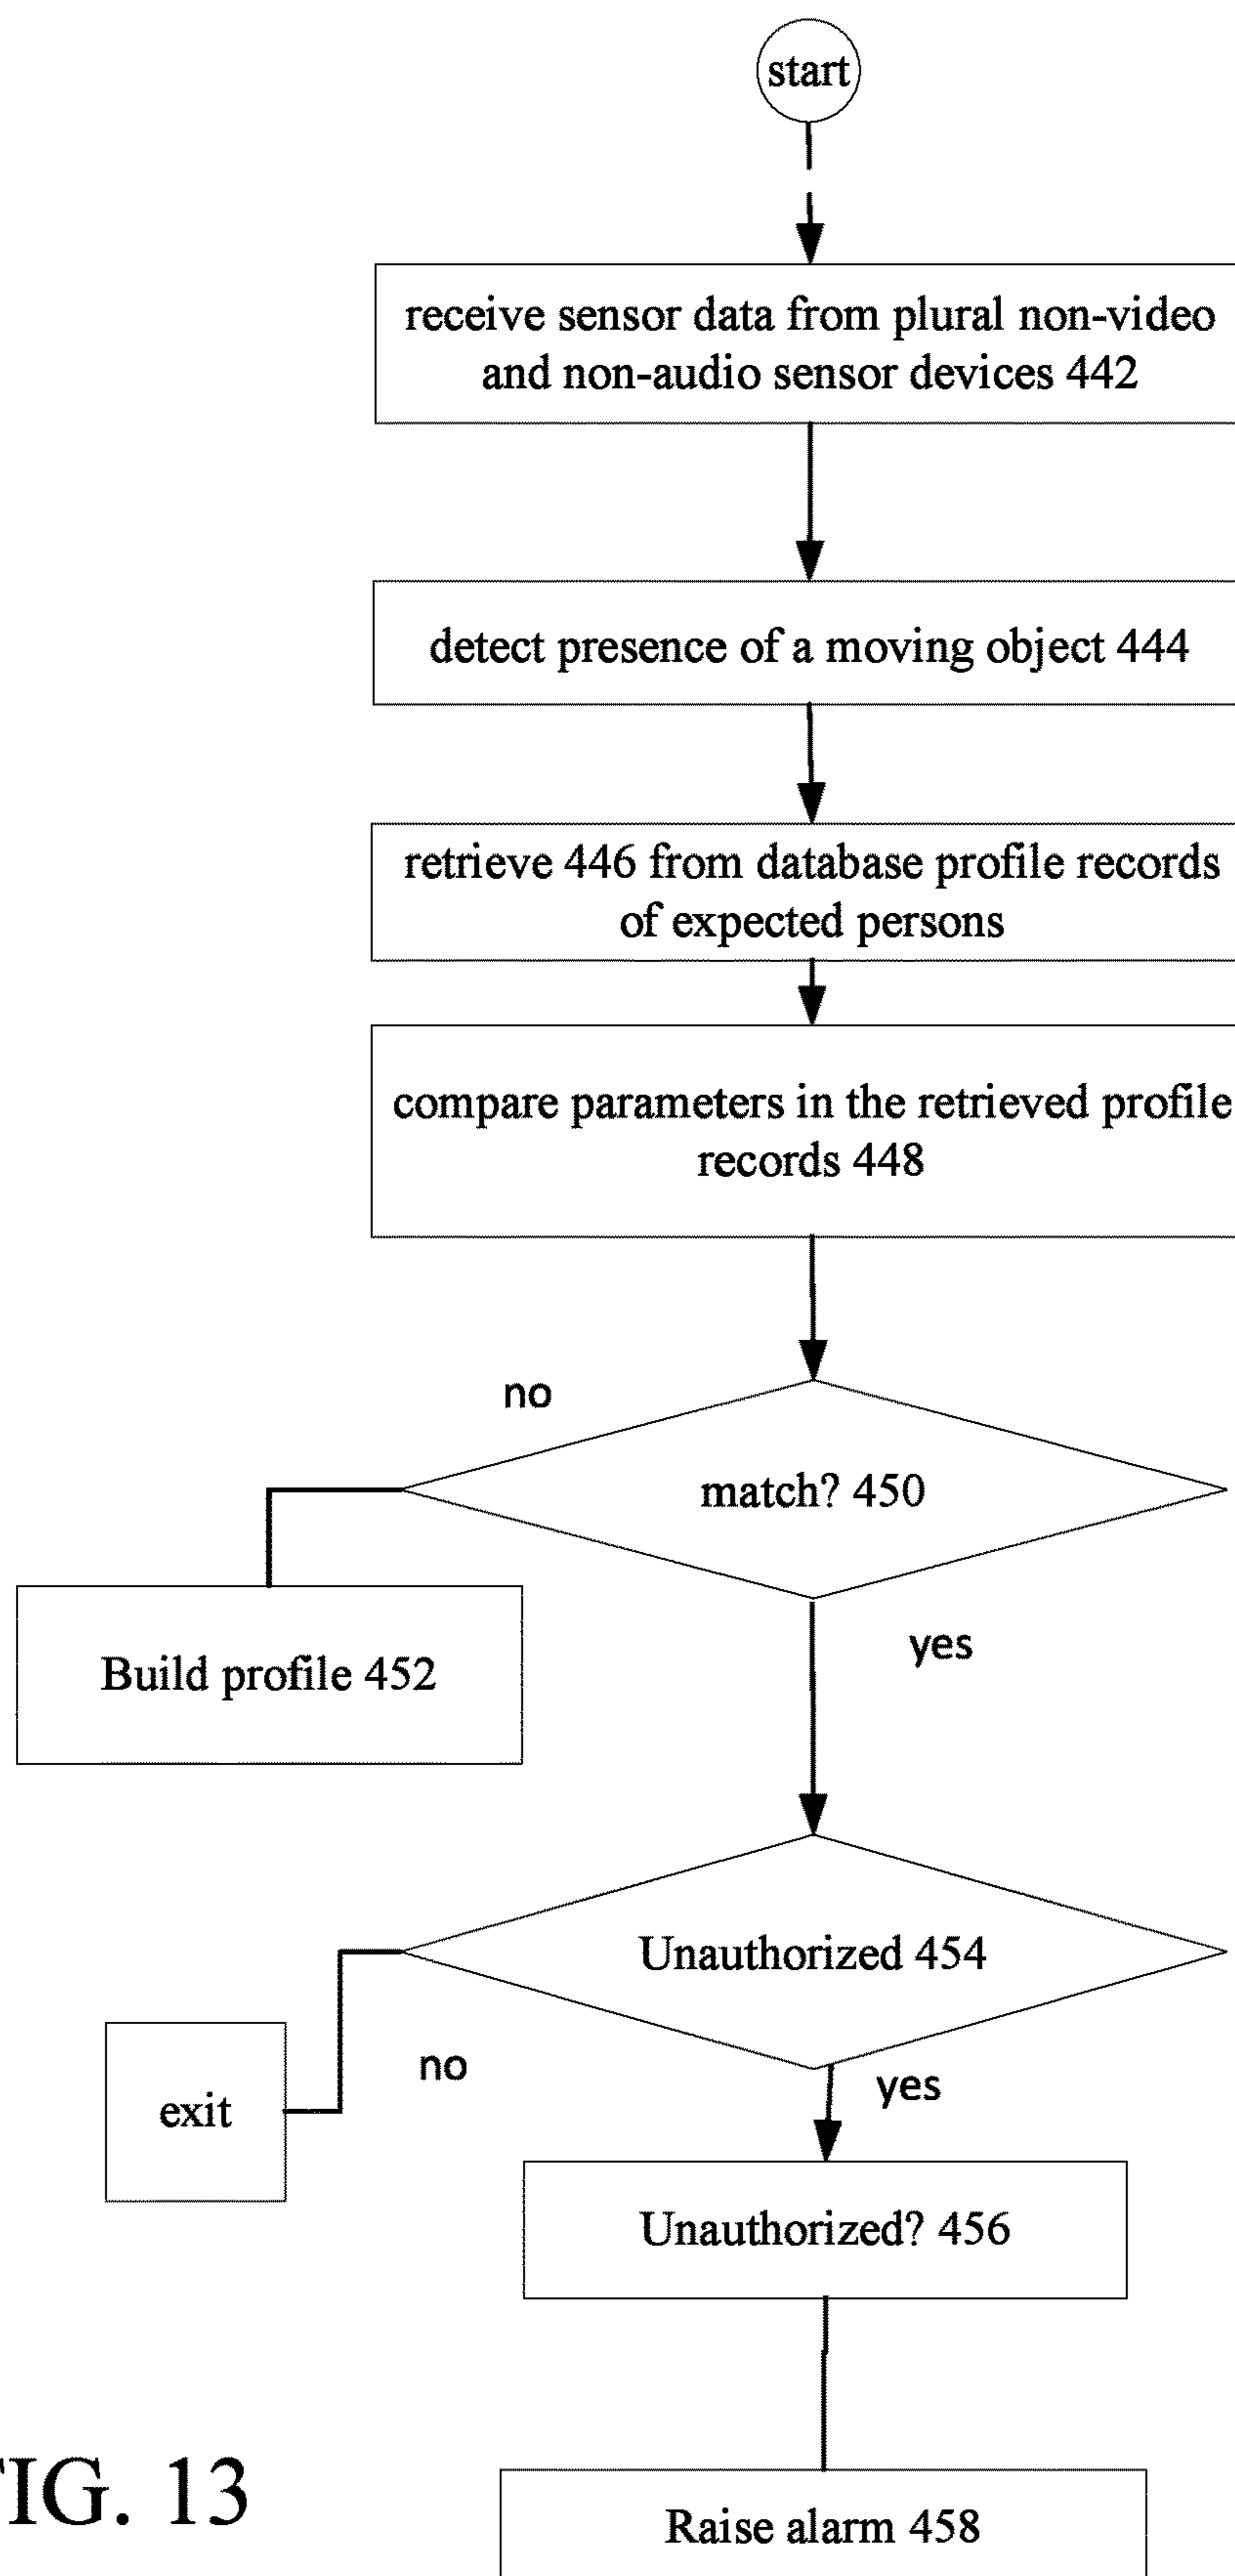 start
receive sensor data from plural non-video
and non-audio sensor devices 442
detect presence of a moving object 444
retrieve 446 from database profile records
of expected persons
compare parameters in the retrieved profile
records 448
no
match? 450
yes
Build profile 452
Unauthorized 454
no
yes
exit
Unauthorized? 456
FIG. 13
Raise alarm 458